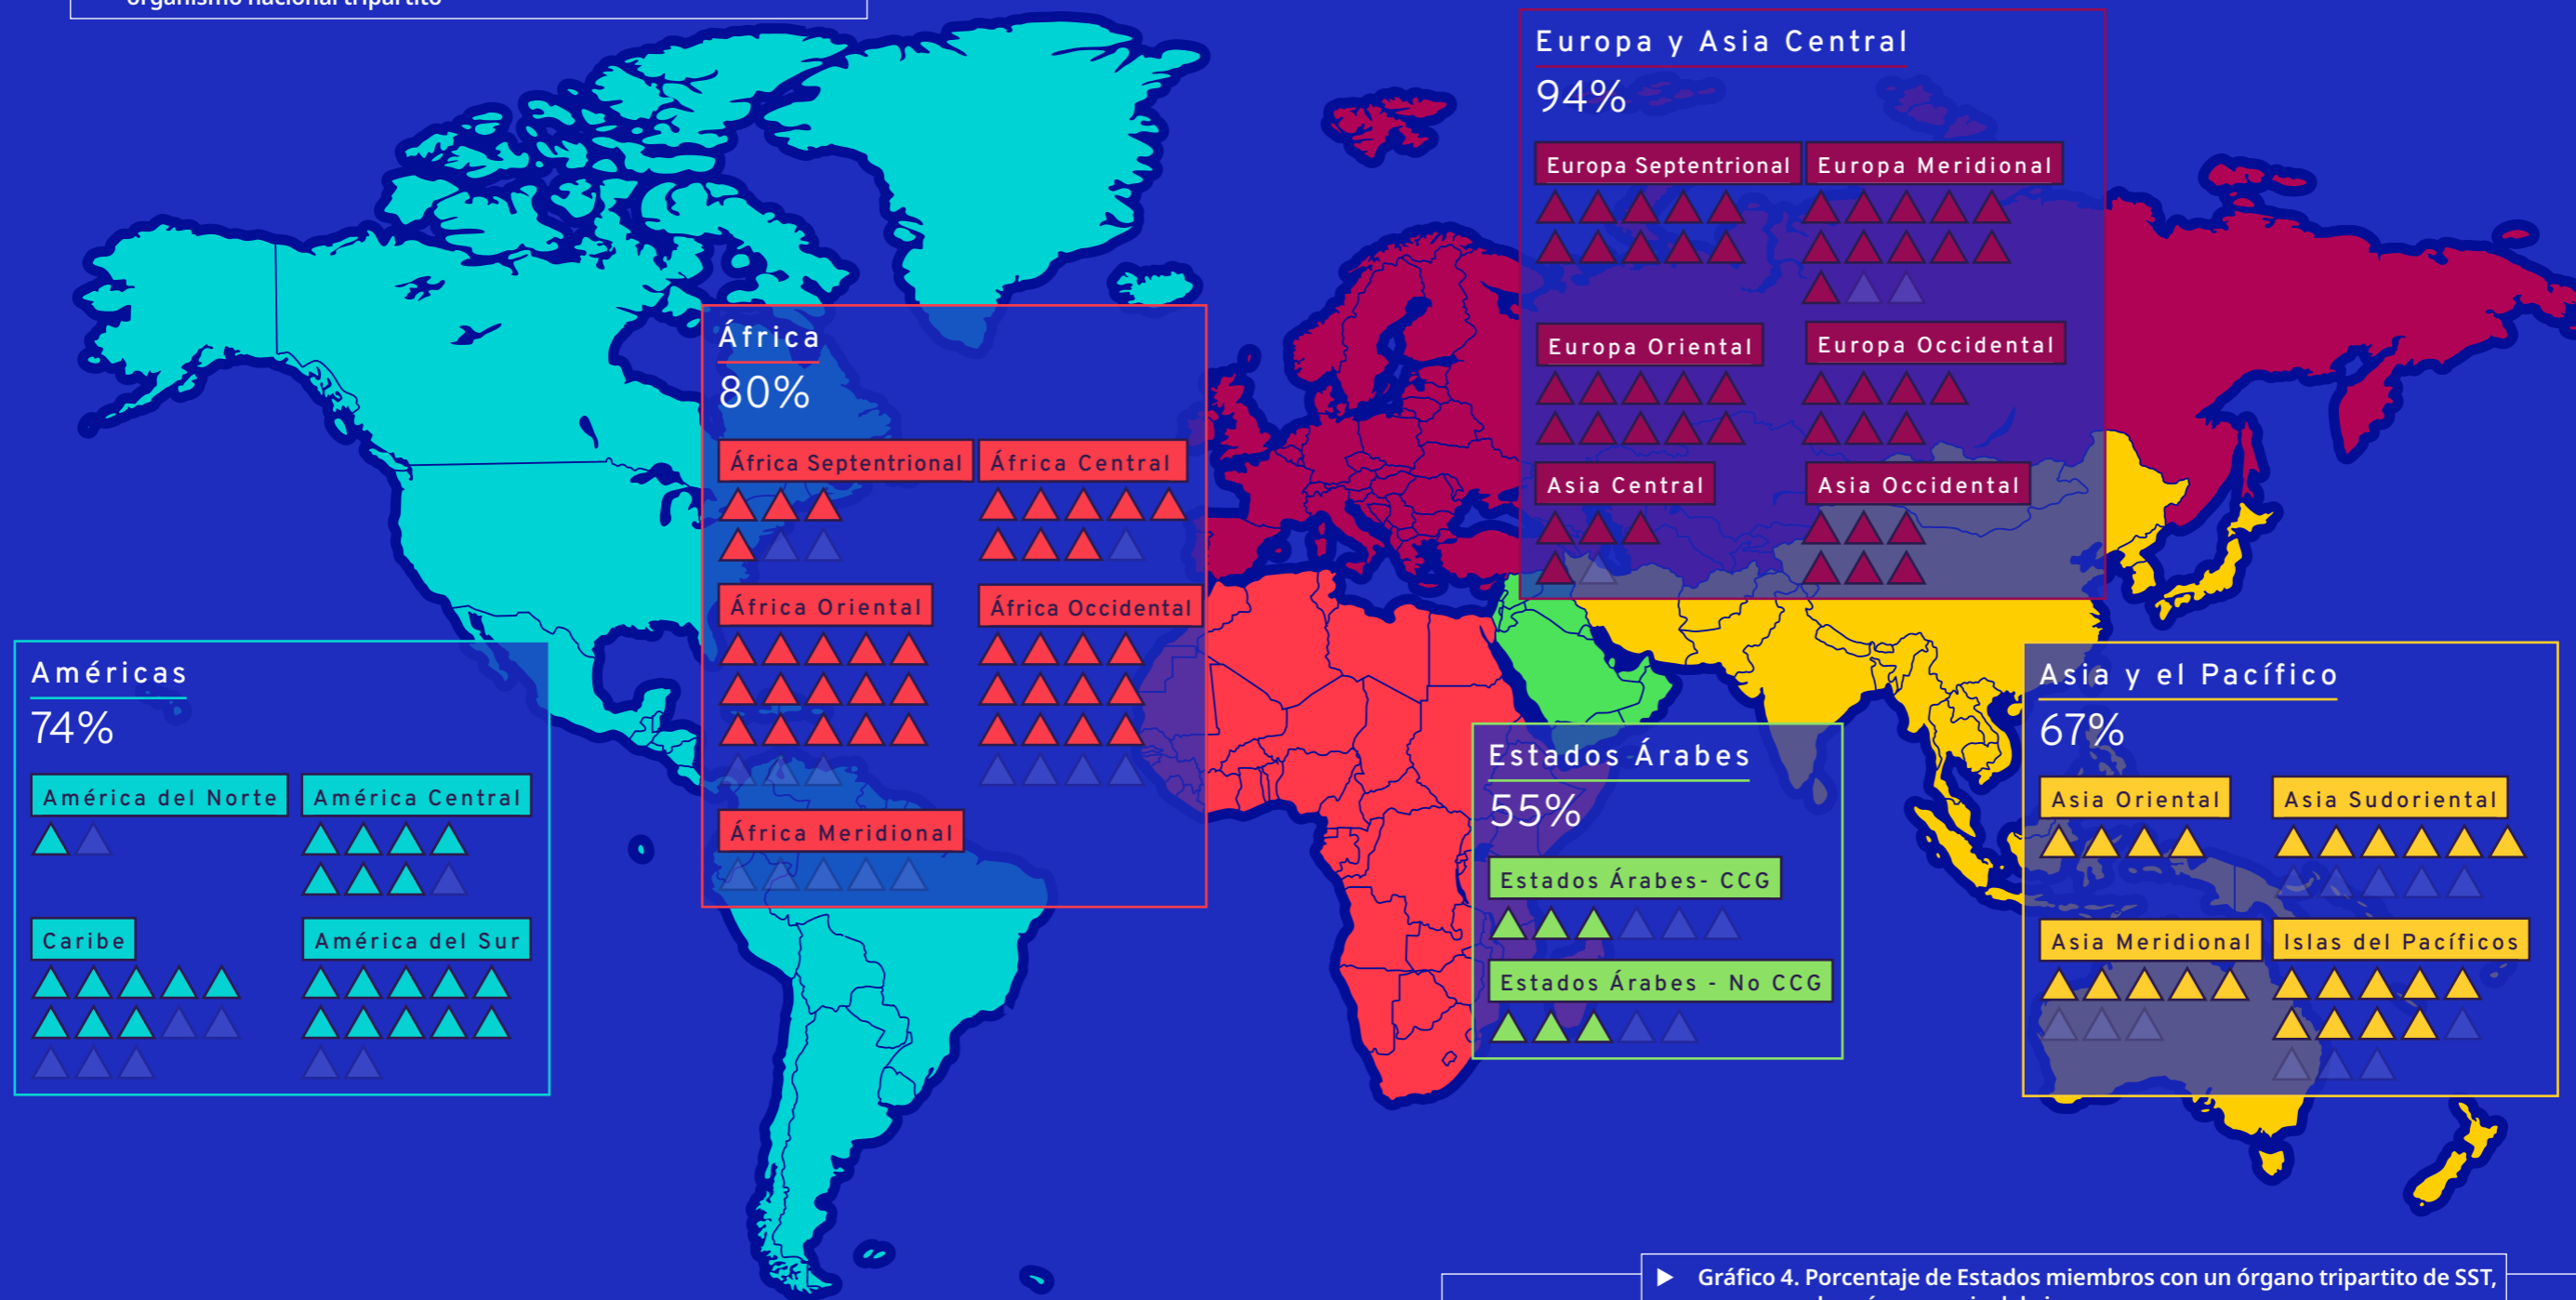 organismo nacional tripartito
Europa y Asia Central
94%
Europa Septentrional
Europa Meridional
Europa Oriental
Europa Occidental
Asia Central
Asia Occidental
África
80%
África Septentrional
África Central
África Oriental
África Occidental
África Meridional
Américas
74%
América del Norte
América Central
Caribe
América del Sur
Estados Árabes
55%
Estados Árabes- CCG
Estados Árabes - No CCG
Asia y el Pacífico
67%
Asia Oriental
Asia Sudoriental
Asia Meridional
Islas del Pacíficos
Gráfico 4. Porcentaje de Estados miembros con un órgano tripartito de SST,